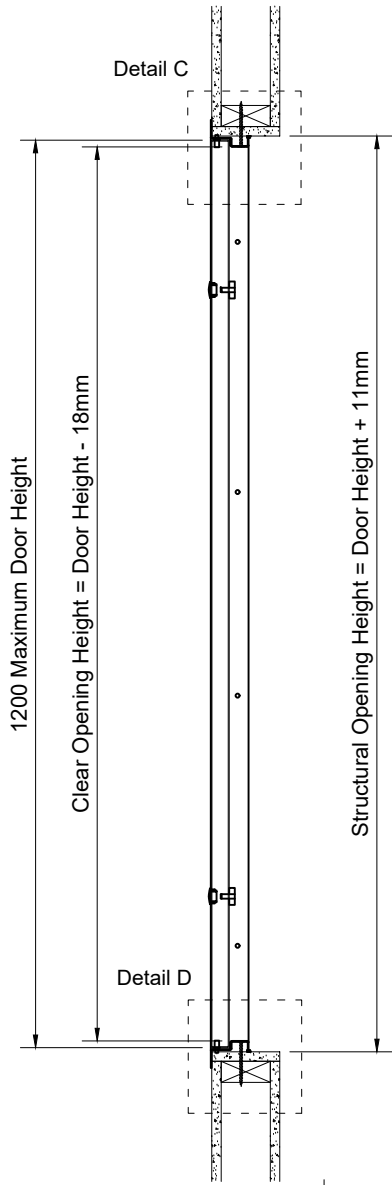 Detail C
1200 Maximum Door Height
Clear Opening Height = Door Height - 18mm
Structural Opening Height = Door Height + 11mm
Detail D